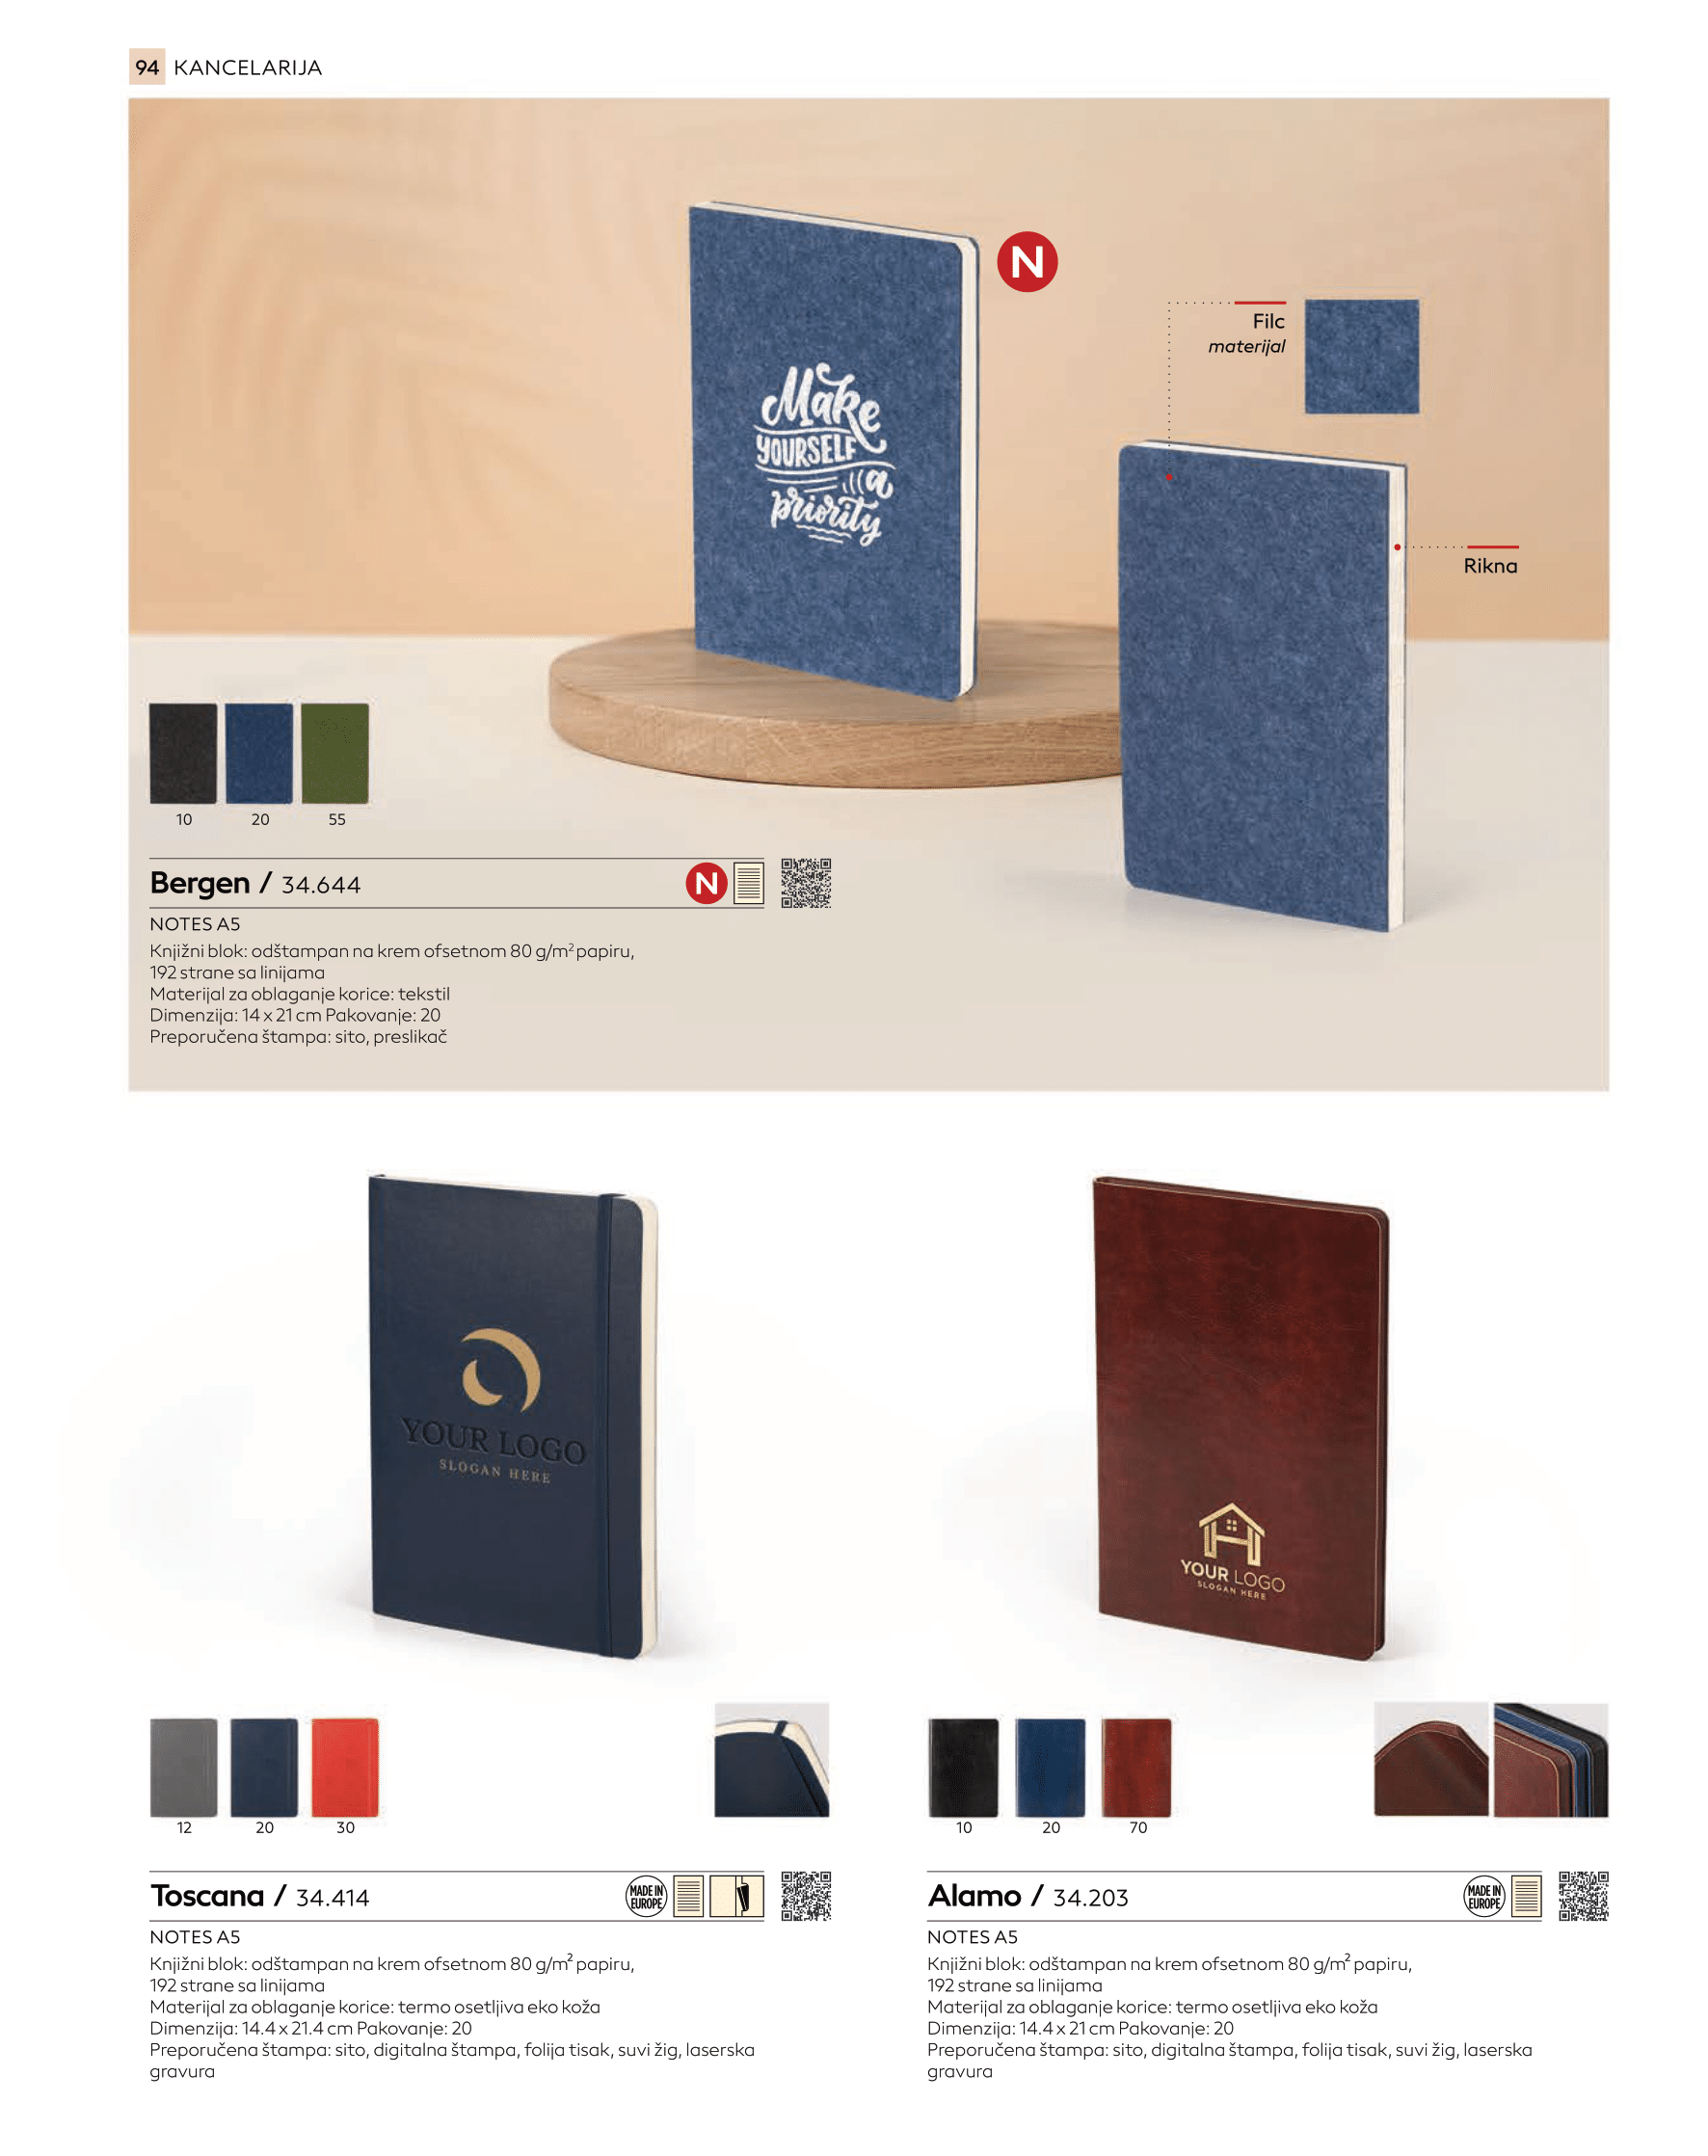 94 KANCELARIJA
N
Make
YOURSELF
a
priority
Filc
materijal
Rikna
10 20 55
Bergen / 34.644
N
NOTES A5
Knjižni blok: odštampan na krem ofsetnom 80 g/m² papiru,
192 strane sa linijama
Materijal za oblaganje korice: tekstil
Dimenzija: 14 x 21 cm Pakovanje: 20
Preporučena štampa: sito, preslikač
YOUR LOGO
SLOGAN HERE
YOUR LOGO
SLOGAN HERE
12 20 30
Toscana / 34.414
MADE IN
EUROPE
NOTES A5
Knjižni blok: odštampan na krem ofsetnom 80 g/m² papiru,
192 strane sa linijama
Materijal za oblaganje korice: termo osetljiva eko koža
Dimenzija: 14.4 x 21.4 cm Pakovanje: 20
Preporučena štampa: sito, digitalna štampa, folija tisak, suvi žig, laserska
gravura
10 20 70
Alamo / 34.203
MADE IN
EUROPE
NOTES A5
Knjižni blok: odštampan na krem ofsetnom 80 g/m² papiru,
192 strane sa linijama
Materijal za oblaganje korice: termo osetljiva eko koža
Dimenzija: 14.4 x 21 cm Pakovanje: 20
Preporučena štampa: sito, digitalna štampa, folija tisak, suvi žig, laserska
gravura